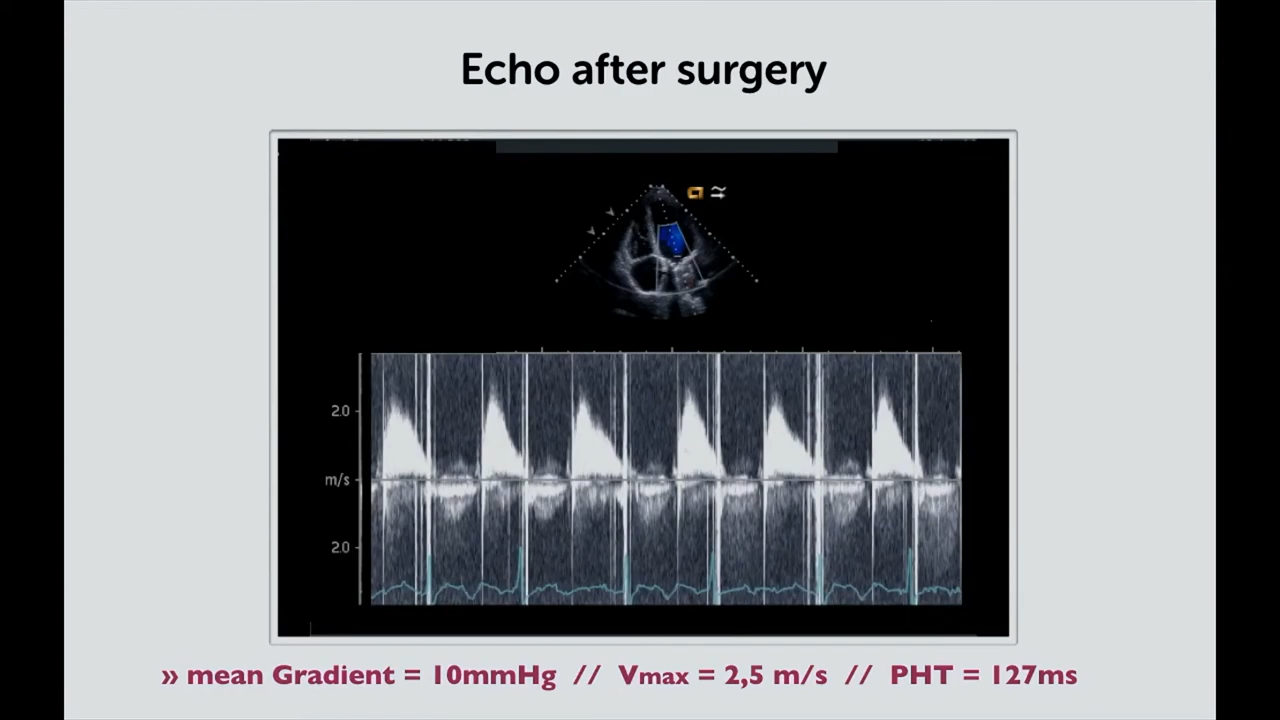 Echo after surgery
2.0
m/s
2.0
» mean Gradient = 10mmHg // Vmax = 2,5 m/s // PHT = 127ms